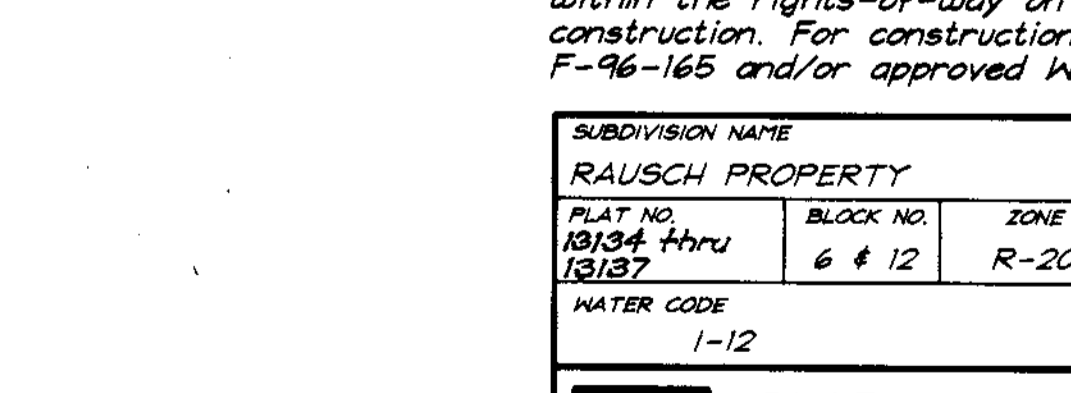 within the rights-of-way on
construction. For construction
F-96-165 and/or approved W
SUBDIVISION NAME
RAUSCH PROPERTY
PLAT NO.
13134 thru
13137
BLOCK NO.
6 & 12
ZONE
R-20
WATER CODE
1-12